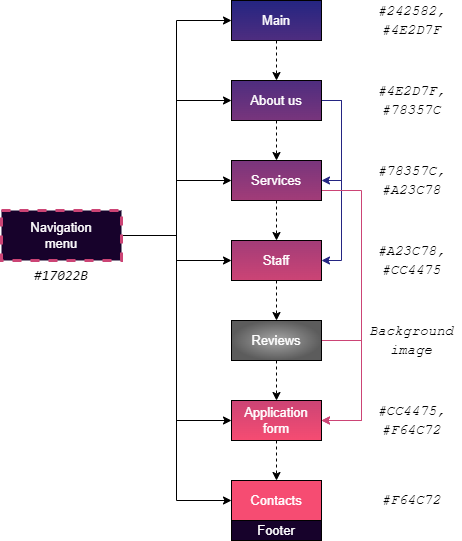 Main
#242582,
#4E2D7F
About us
#4E2D7F,
#78357C
Services
#78357C,
#A23C78
Navigation
menu
#17022B
Staff
#A23C78,
#CC4475
Reviews
Background
image
Application
form
#CC4475,
#F64C72
Contacts
#F64C72
Footer